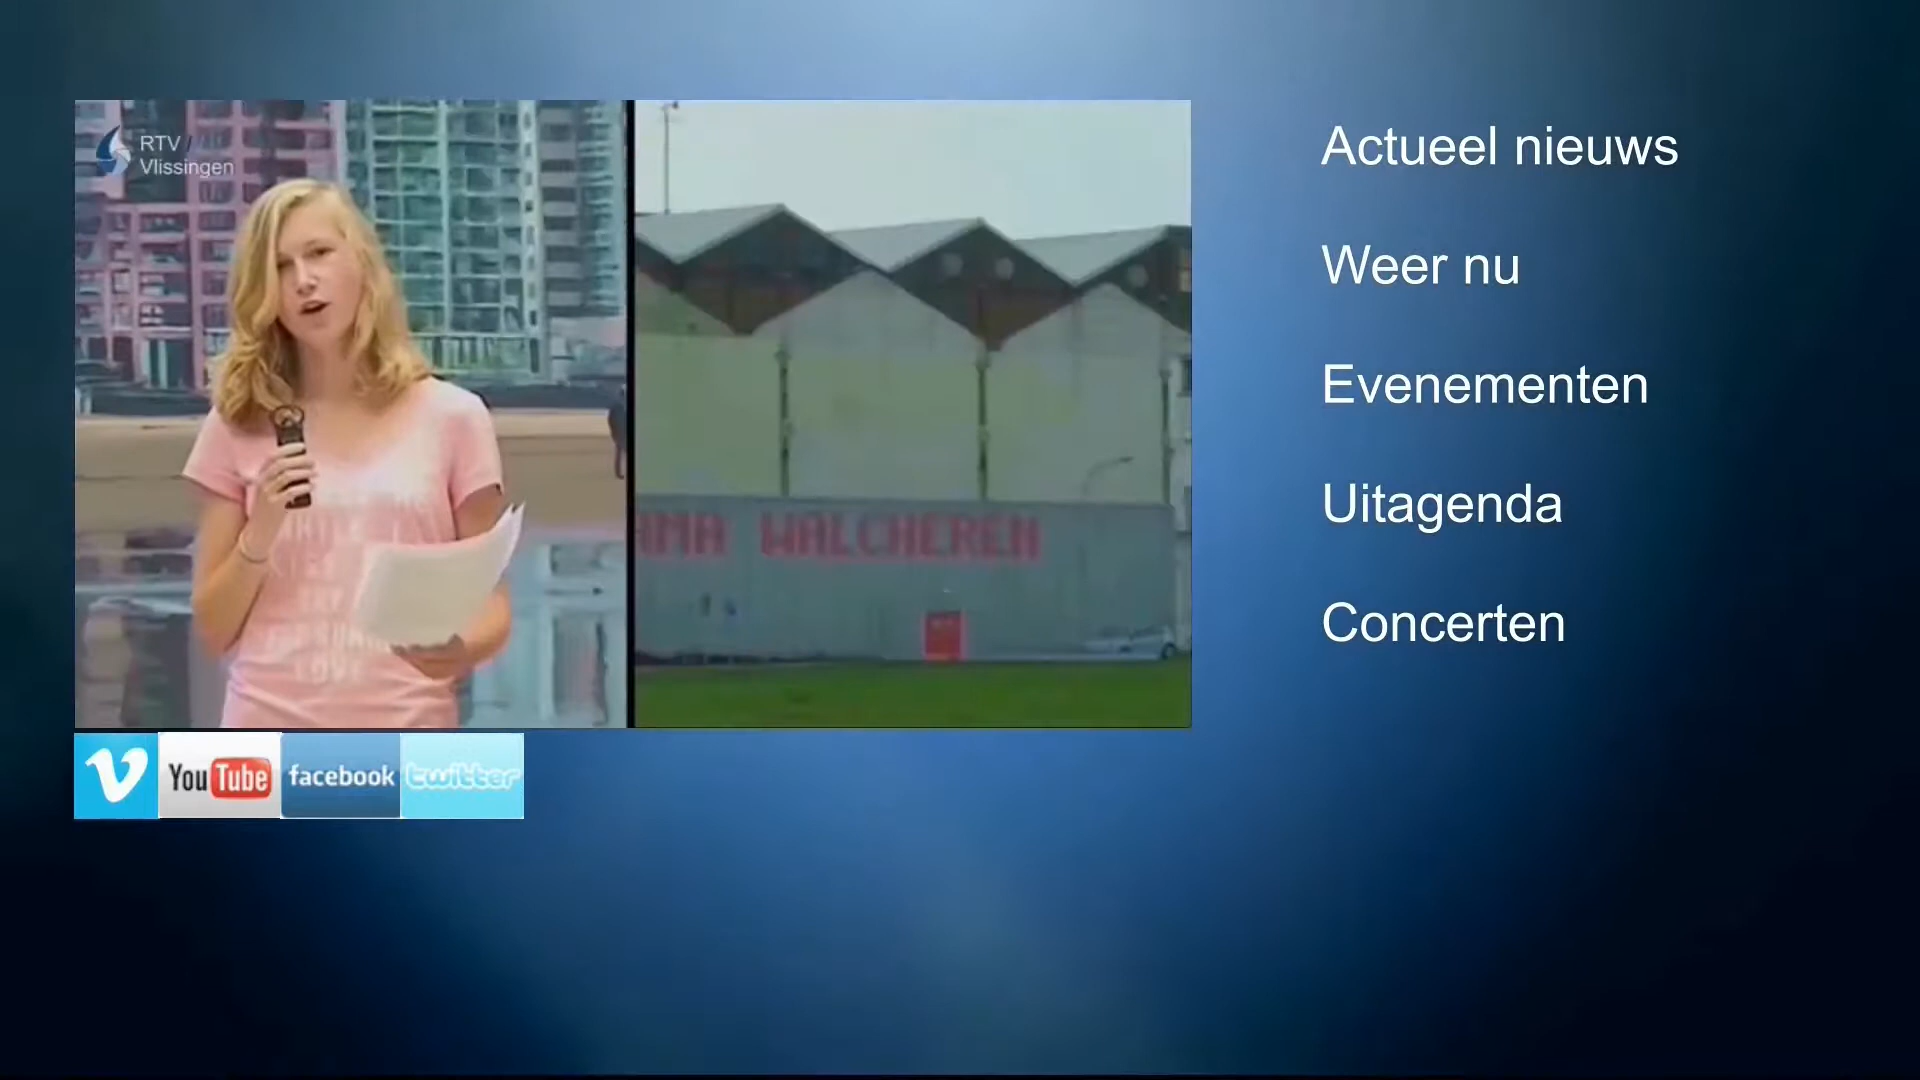 RTV
Vlissingen
WALCHEREN
Actueel nieuws
Weer nu
Evenementen
Uitagenda
Concerten
YouTube
facebook
twitter